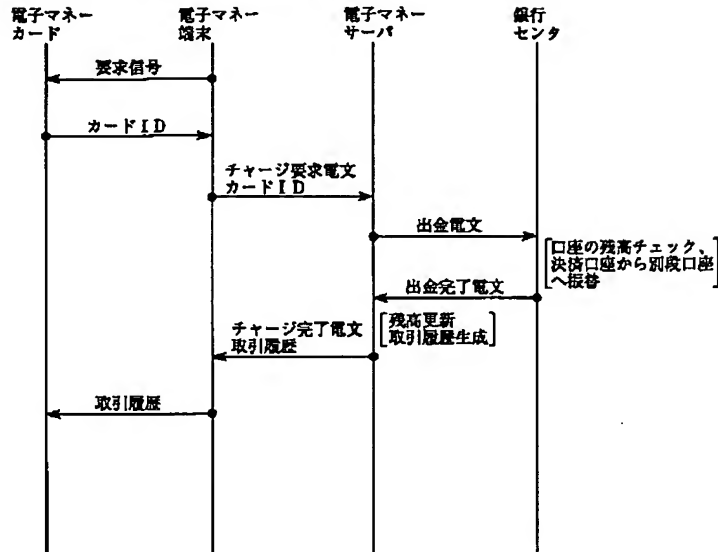 電子マネー
カード
電子マネー
端末
電子マネー
サーバ
銀行
センタ
要求信号
カードID
チャージ要求電文
カードID
出金電文
口座の残高チェック、
決済口座から別段口座
へ振替
出金完了電文
残高更新
取引履歴生成
チャージ完了電文
取引履歴
取引履歴